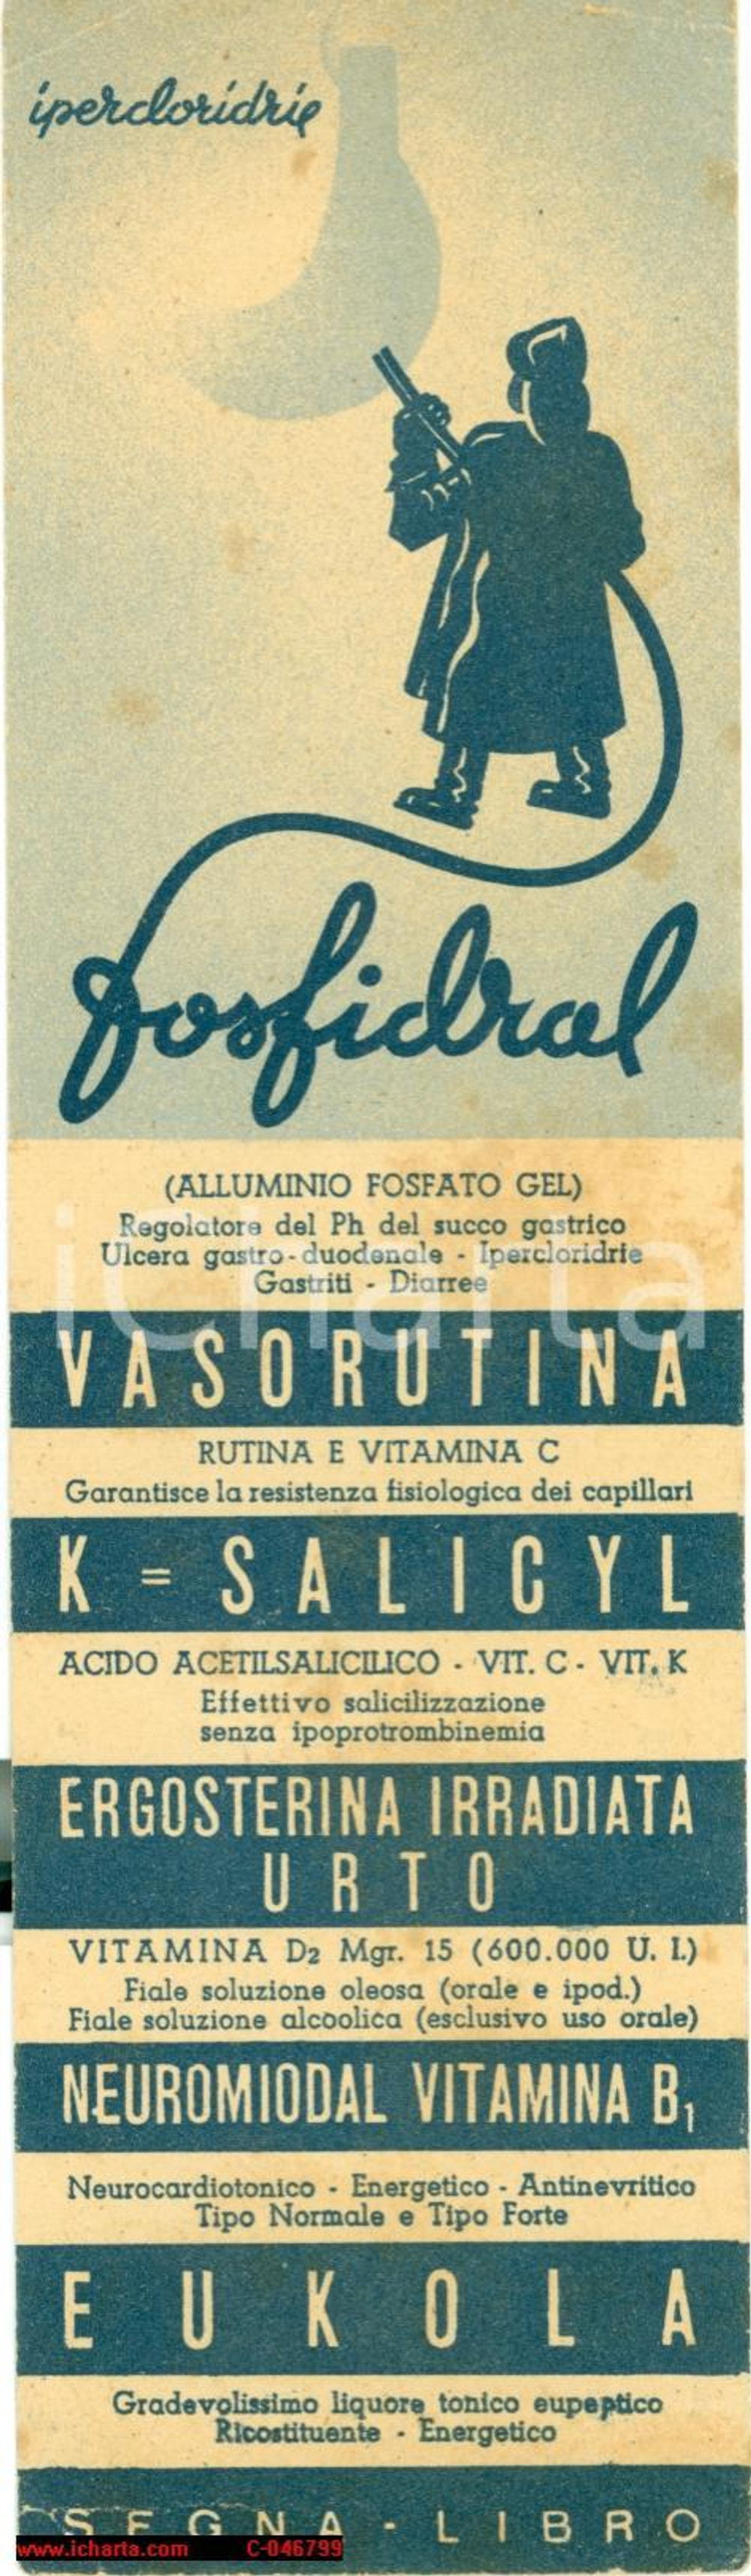 ipercloridrie
fosfidral
(ALLUMINIO FOSFATO GEL)
Regolatore del Ph del succo gastrico
Ulcera gastro-duodenale - Ipercloridrie
Gastriti - Diarree
iCharta
VASORUTINA
RUTINA E VITAMINA C
Garantisce la resistenza fisiologica dei capillari
K = SALICYL
ACIDO ACETILSALICILICO - VIT. C - VIT. K
Effettivo salicilizzazione
senza ipoprotrombinemia
ERGOSTERINA IRRADIATA
URTO
VITAMINA D2 Mgr. 15 (600.000 U. I.)
Fiale soluzione oleosa (orale e ipod.)
Fiale soluzione alcoolica (esclusivo uso orale)
NEUROMIODAL VITAMINA B1
Neurocardiotonico - Energetico - Antinevritico
Tipo Normale e Tipo Forte
EUKOLA
Gradevolissimo liquore tonico eupeptico
Ricostituente - Energetico
SEGNA-LIBRO
www.icharta.com C-046799